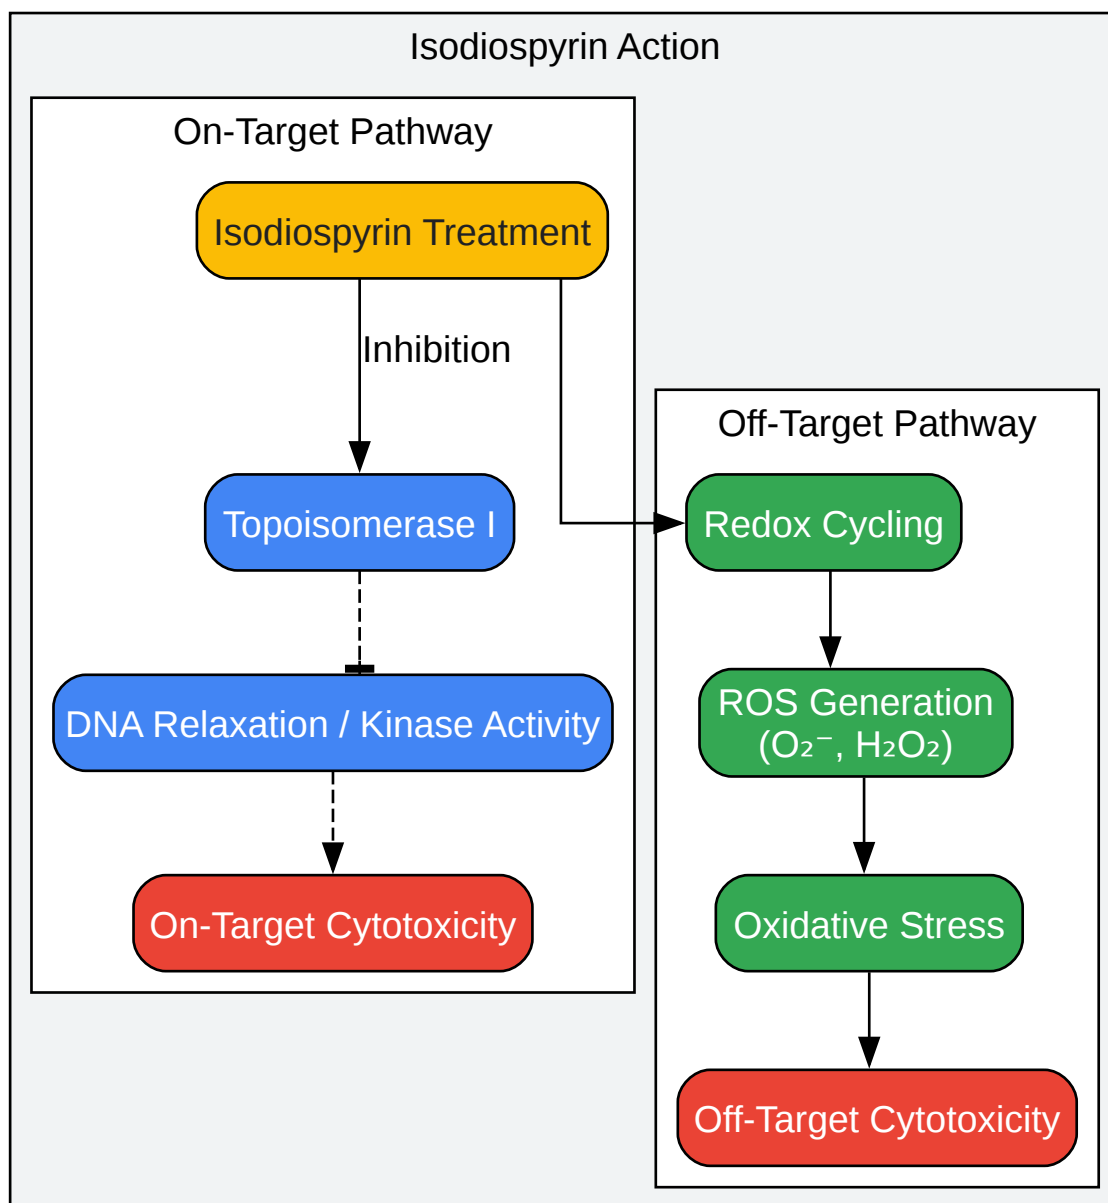 Isodiospyrin Action
On-Target Pathway
Isodiospyrin Treatment
Inhibition
Topoisomerase I
DNA Relaxation / Kinase Activity
On-Target Cytotoxicity
Off-Target Pathway
Redox Cycling
ROS Generation
(O₂⁻, H₂O₂)
Oxidative Stress
Off-Target Cytotoxicity